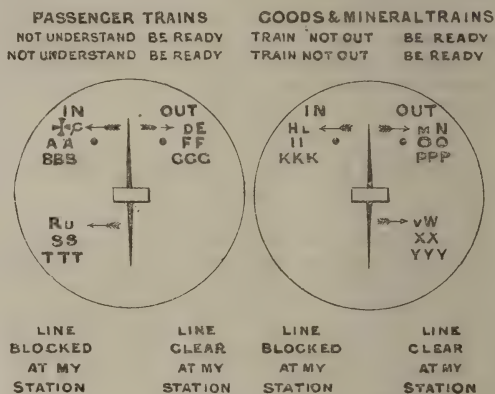 PASSENGER TRAINS
NOT UNDERSTAND BE READY
NOT UNDERSTAND BE READY
IN OUT
C DE
AA FF
BBB GGG
RU
SS
TTT
LINE LINE
BLOCKED CLEAR
AT MY AT MY
STATION STATION
GOODS & MINERAL TRAINS
TRAIN NOT OUT BE READY
TRAIN NOT OUT BE READY
IN OUT
HL MN
II OO
KKK PPP
VW
XX
YYY
LINE LINE
BLOCKED CLEAR
AT MY AT MY
STATION STATION